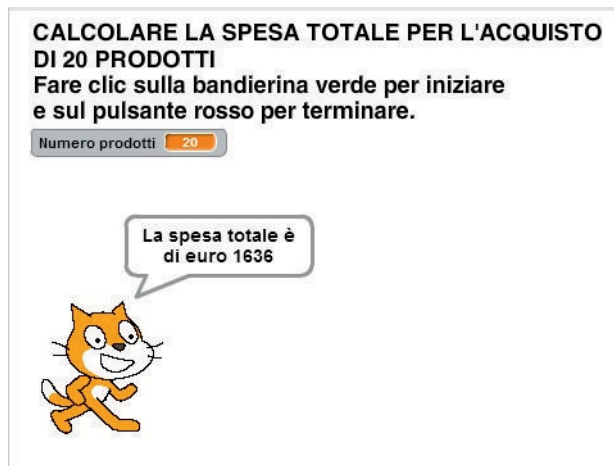 CALCOLARE LA SPESA TOTALE PER L'ACQUISTO
DI 20 PRODOTTI
Fare clic sulla bandierina verde per iniziare
e sul pulsante rosso per terminare.
Numero prodotti 20
La spesa totale è
di euro 1636